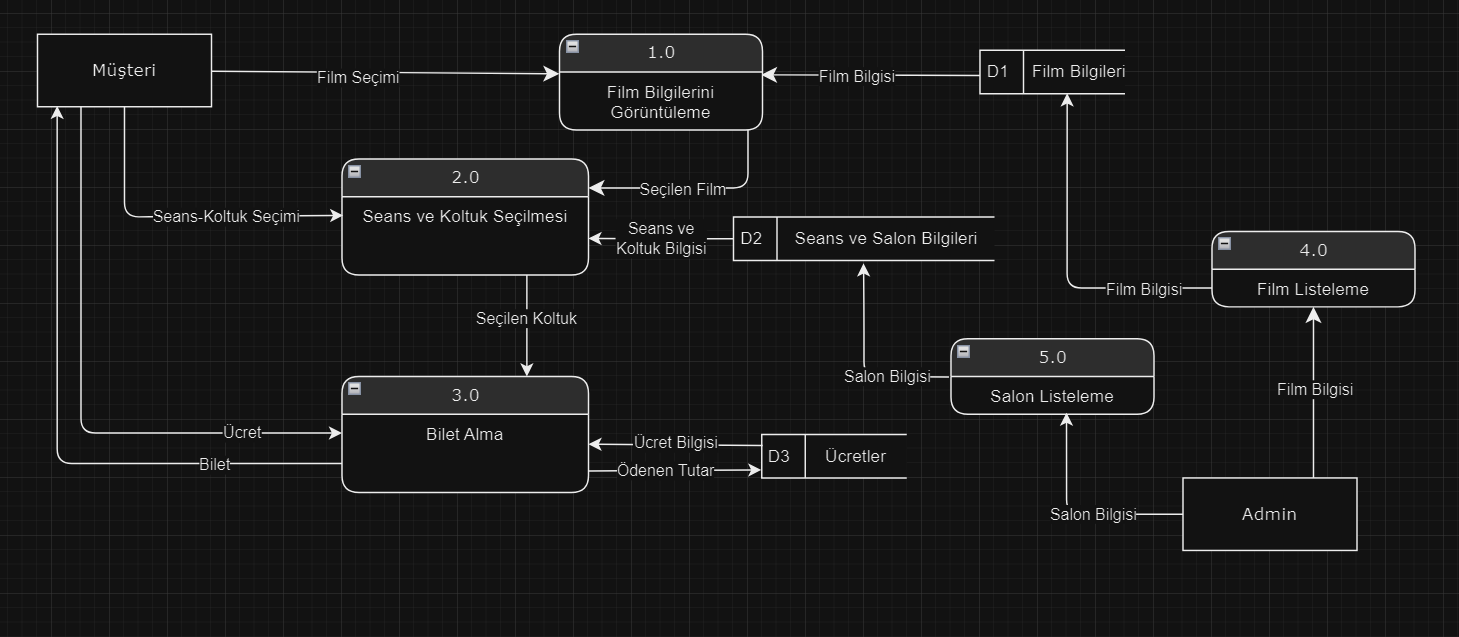 Müşteri
Film Seçimi
1.0
Film Bilgilerini
Görüntüleme
Film Bilgisi
D1
Film Bilgileri
2.0
Seans ve Koltuk Seçilmesi
Seçilen Film
Seans-Koltuk Seçimi
Seans ve
Koltuk Bilgisi
D2
Seans ve Salon Bilgileri
4.0
Film Listeleme
Film Bilgisi
Seçilen Koltuk
5.0
Salon Listeleme
Salon Bilgisi
Film Bilgisi
3.0
Bilet Alma
Ücret
Bilet
Ücret Bilgisi
Ödenen Tutar
D3
Ücretler
Salon Bilgisi
Admin